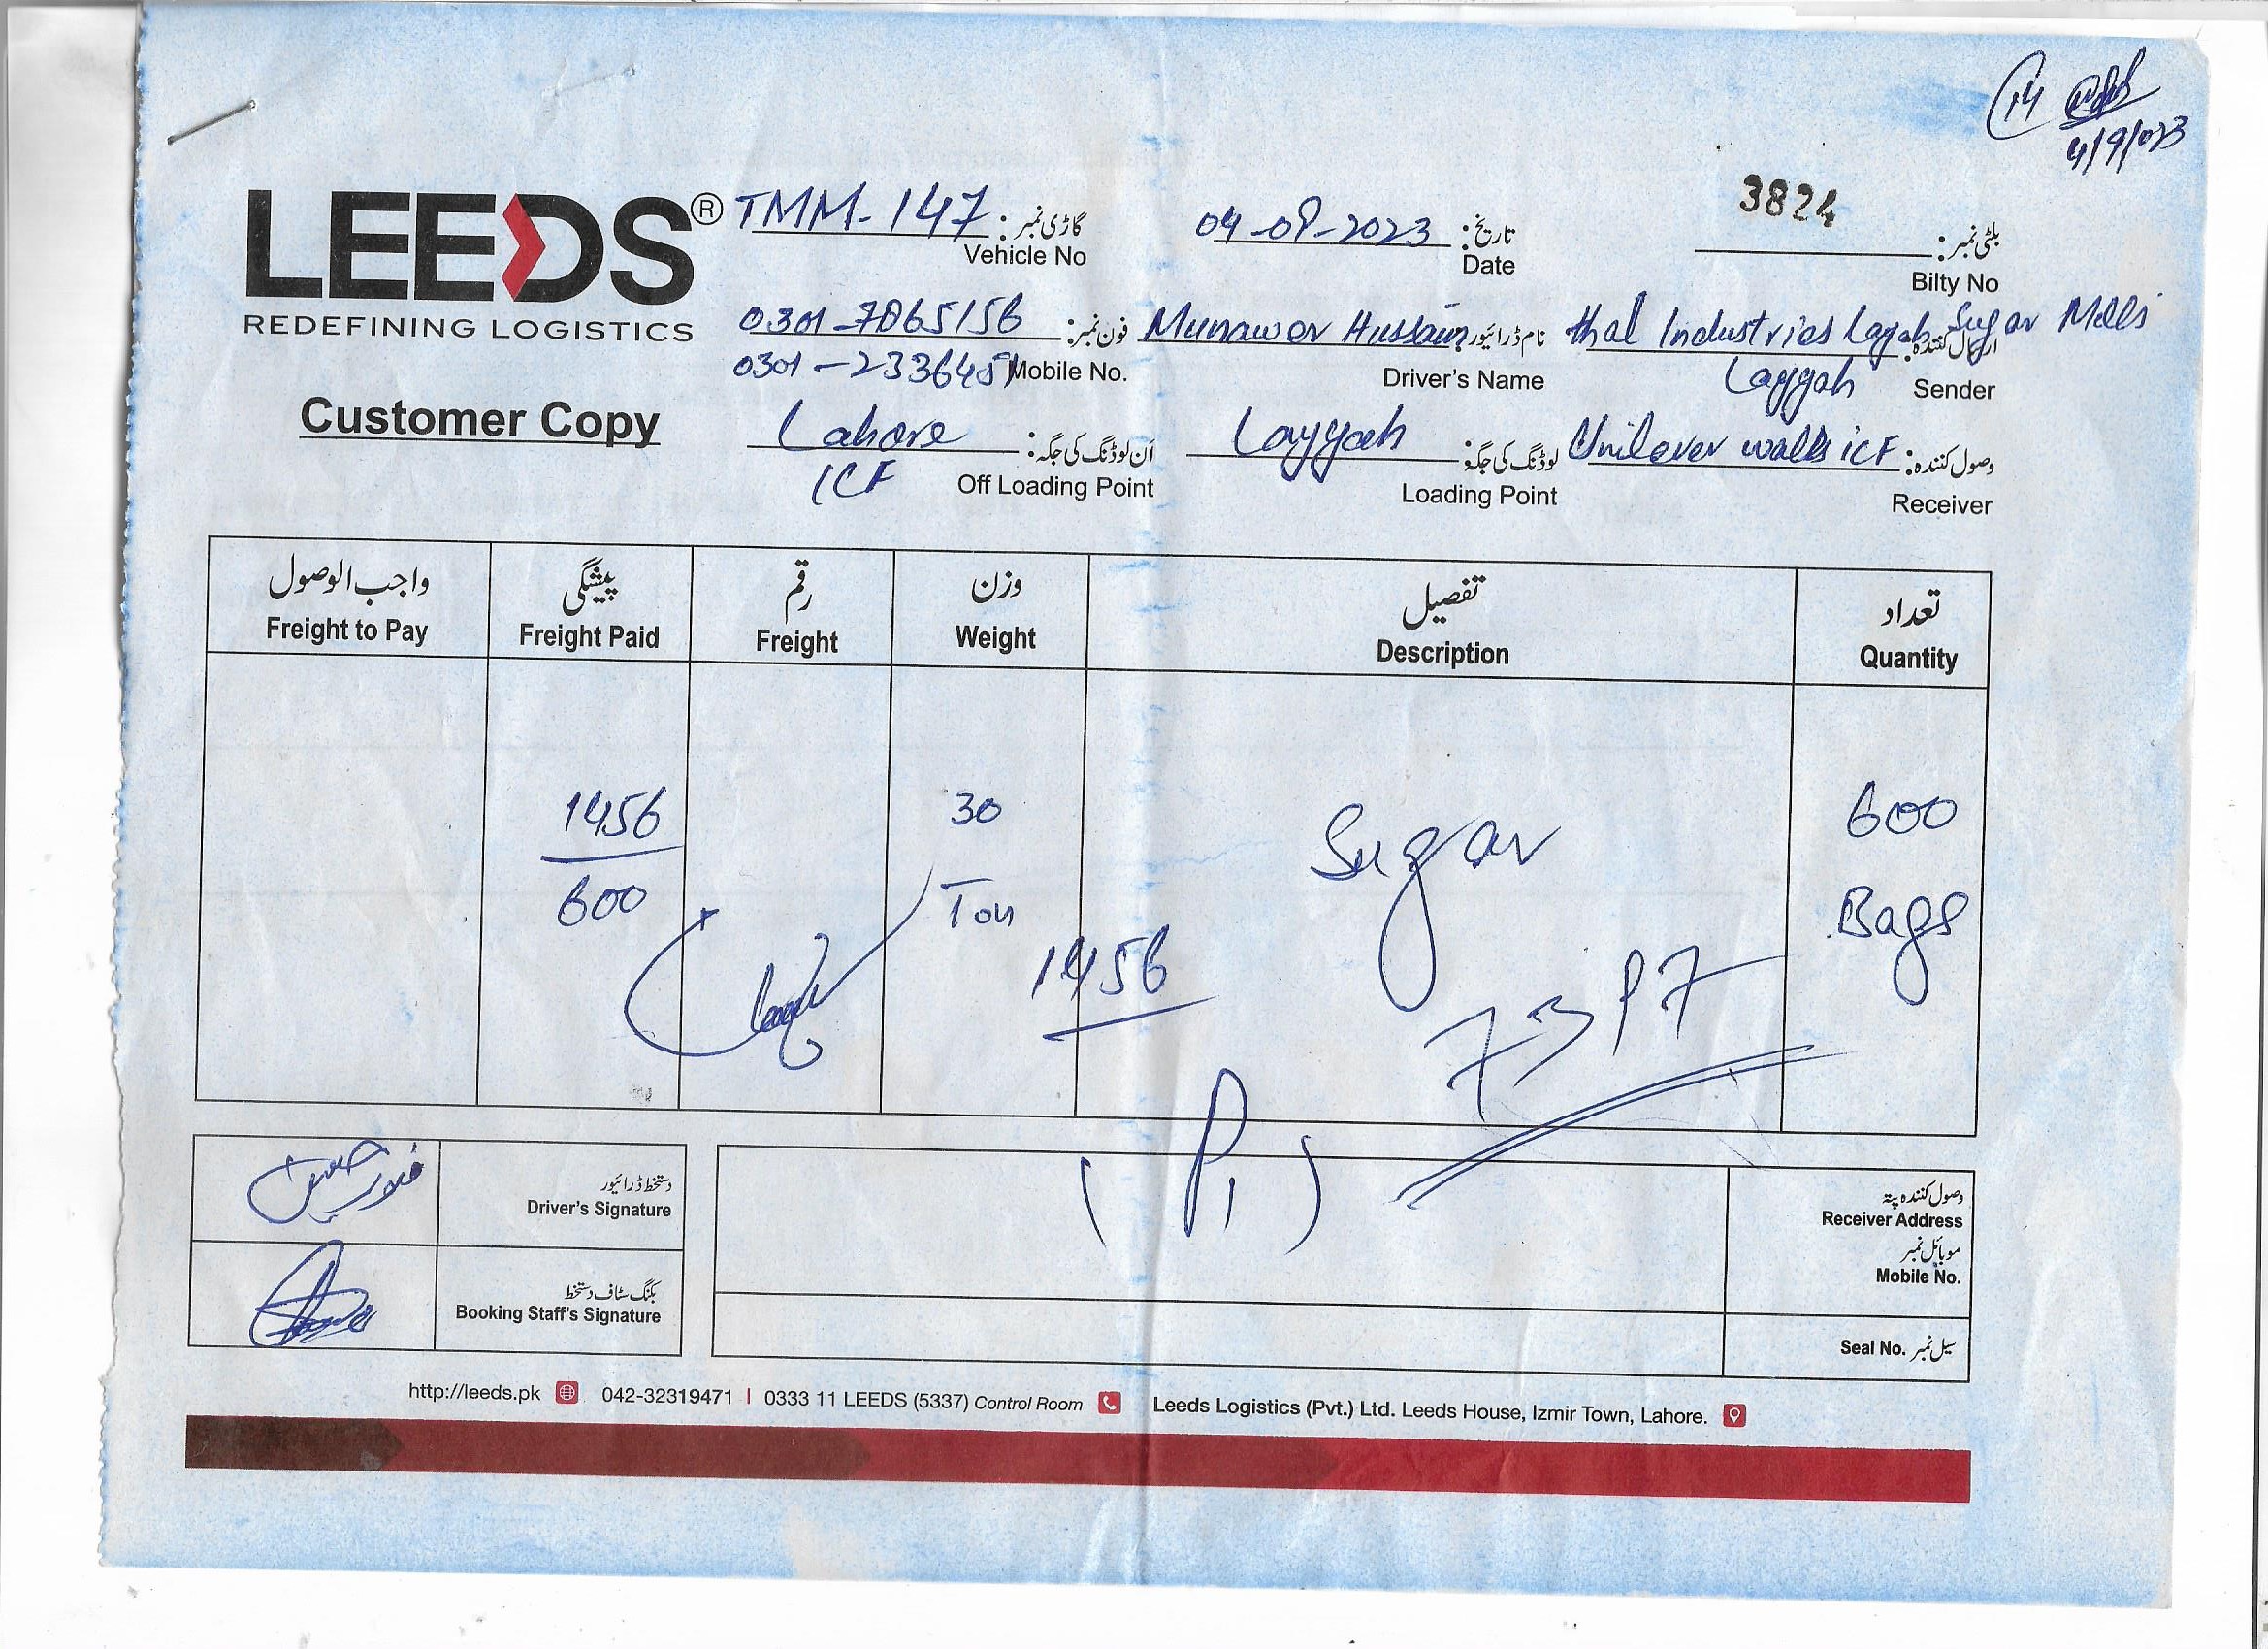 14
4/9/023
LEEDS®
REDEFINING LOGISTICS
Customer Copy
TMM-147 گاڑی نمبر:
Vehicle No
04-09-2023 تاریخ:
Date
3824
بلٹی نمبر:
Bilty No
0301-7865156 فون نمبر:
0301-2336451 Mobile No.
Munawar Hussain نام ڈرائیور
Driver's Name
thal Industries Layyah Sugar Mills
Layyah
ارسال کنندہ:
Sender
Lahore ان لوڈنگ کی جگہ:
ICF Off Loading Point
Layyah لوڈنگ کی جگہ:
Loading Point
Unilever walls ICF وصول کنندہ:
Receiver
واجب الوصول پیشگی رقم وزن تفصیل تعداد
Freight to Pay Freight Paid Freight Weight Description Quantity
1456 30 Sugar 600
600 Ton Bags
1456
7397
(P1)
دستخط ڈرائیور
Driver's Signature
منور حسین
بکنگ سٹاف دستخط
Booking Staff's Signature
وصول کنندہ پتہ
Receiver Address
موبائل نمبر
Mobile No.
Seal No. سیل نمبر
http://leeds.pk 042-32319471 | 0333 11 LEEDS (5337) Control Room Leeds Logistics (Pvt.) Ltd. Leeds House, Izmir Town, Lahore.